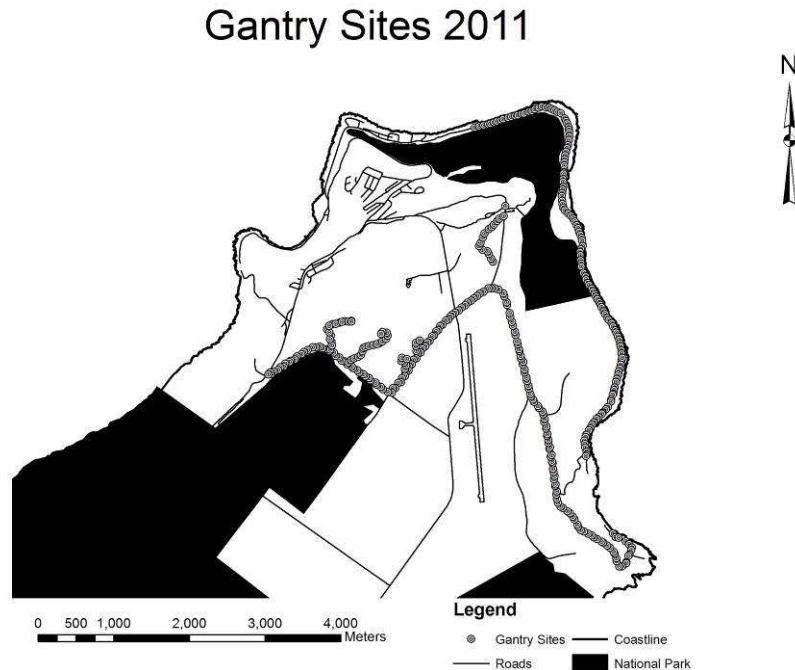 Gantry Sites 2011
N
0 500 1,000 2,000 3,000 4,000
Meters
Legend
Gantry Sites Coastline
Roads National Park